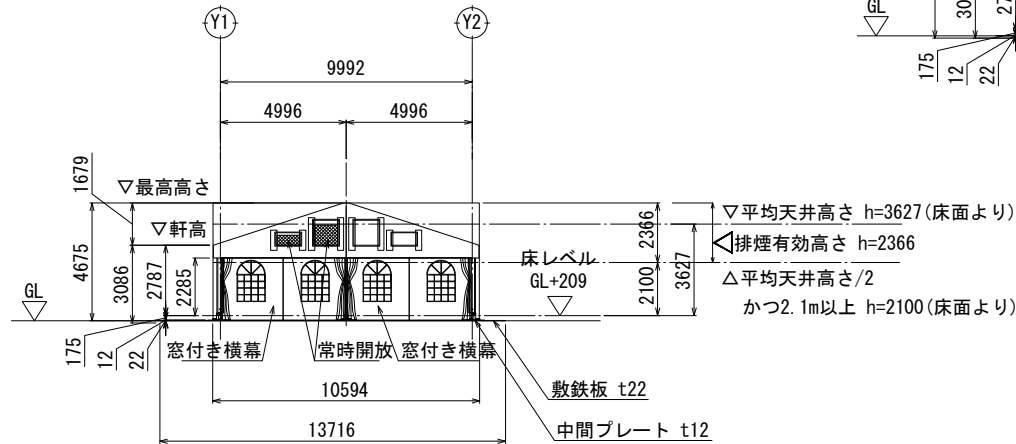 Y1
Y2
9992
4996
4996
1679
▽最高高さ
▽軒高
4675
3086
2787
2285
GL
175
12
22
窓付き横幕
常時開放
窓付き横幕
10594
13716
床レベル
GL+209
2366
2100
3627
▽平均天井高さ h=3627(床面より)
排煙有効高さ h=2366
△平均天井高さ/2
かつ2.1m以上 h=2100(床面より)
敷鉄板 t22
中間プレート t12
GL
175
12
22